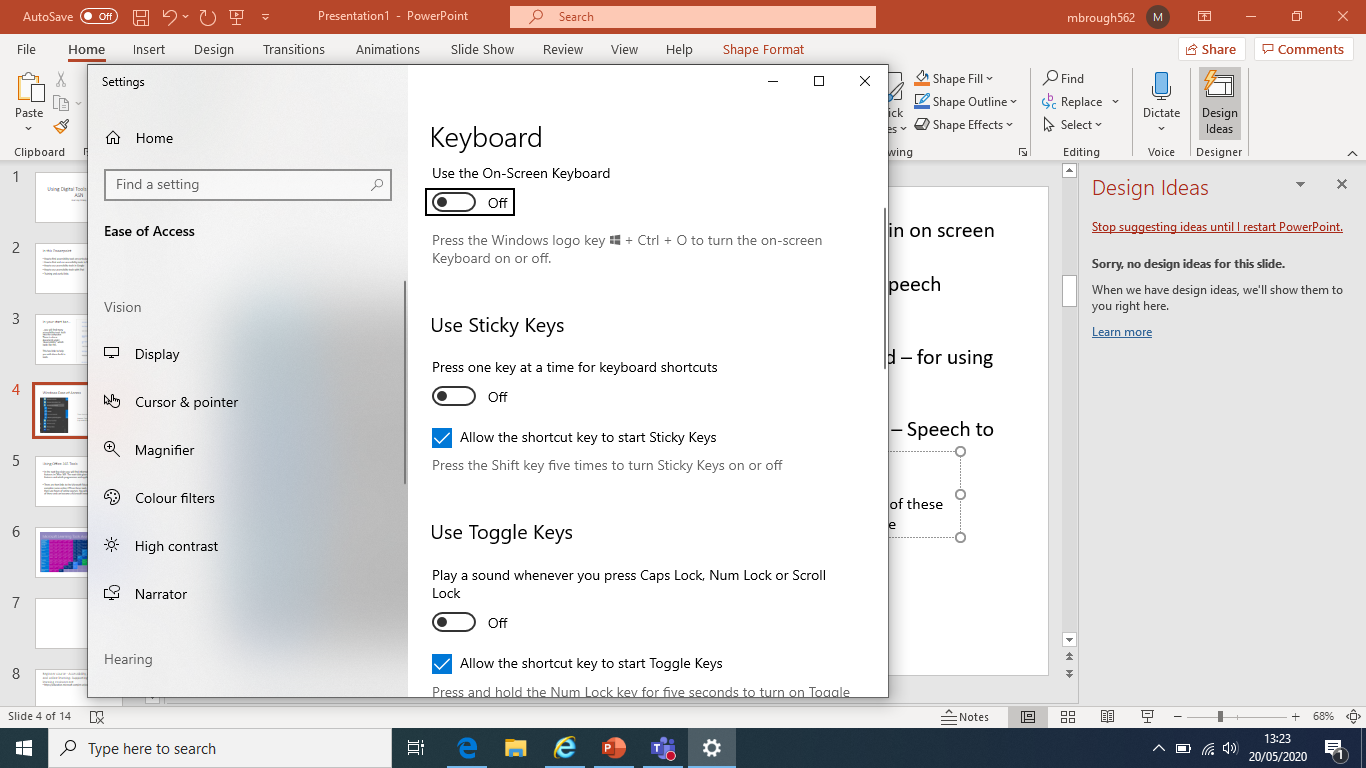 AutoSave Off Presentation1 - PowerPoint Search mbrough562 M
File Home Insert Design Transitions Animations Slide Show Review View Help Shape Format Share Comments
Paste
Clipboard
Shape Fill
Shape Outline
Shape Effects
Find
Replace
Select
Editing
Dictate
Voice
Design
Ideas
Designer
1
2
3
4
5
6
7
8
Settings
Home
Find a setting
Ease of Access
Vision
Display
Cursor & pointer
Magnifier
Colour filters
High contrast
Narrator
Hearing
Keyboard
Use the On-Screen Keyboard
Off
Press the Windows logo key + Ctrl + O to turn the on-screen
Keyboard on or off.
Use Sticky Keys
Press one key at a time for keyboard shortcuts
Off
Allow the shortcut key to start Sticky Keys
Press the Shift key five times to turn Sticky Keys on or off
Use Toggle Keys
Play a sound whenever you press Caps Lock, Num Lock or Scroll
Lock
Off
Allow the shortcut key to start Toggle Keys
Press and hold the Num Lock key for five seconds to turn on Toggle
in on screen
peech
d – for using
– Speech to
of these
e
Design Ideas
Stop suggesting ideas until I restart PowerPoint.
Sorry, no design ideas for this slide.
When we have design ideas, we'll show them to
you right here.
Learn more
Slide 4 of 14 Notes 68%
Type here to search
13:23
20/05/2020
1